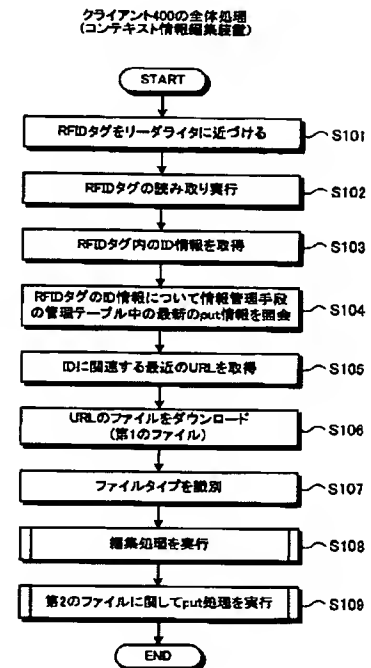 クライアント400の全体処理
(コンテキスト情報編集装置)
START
RFIDタグをリーダライタに近づける
S101
RFIDタグの読み取り実行
S102
RFIDタグ内のID情報を取得
S103
RFIDタグのID情報について情報管理手段
の管理テーブル中の最新のput情報を照会
S104
IDに関連する最近のURLを取得
S105
URLのファイルをダウンロード
(第1のファイル)
S106
ファイルタイプを識別
S107
編集処理を実行
S108
第2のファイルに関してput処理を実行
S109
END